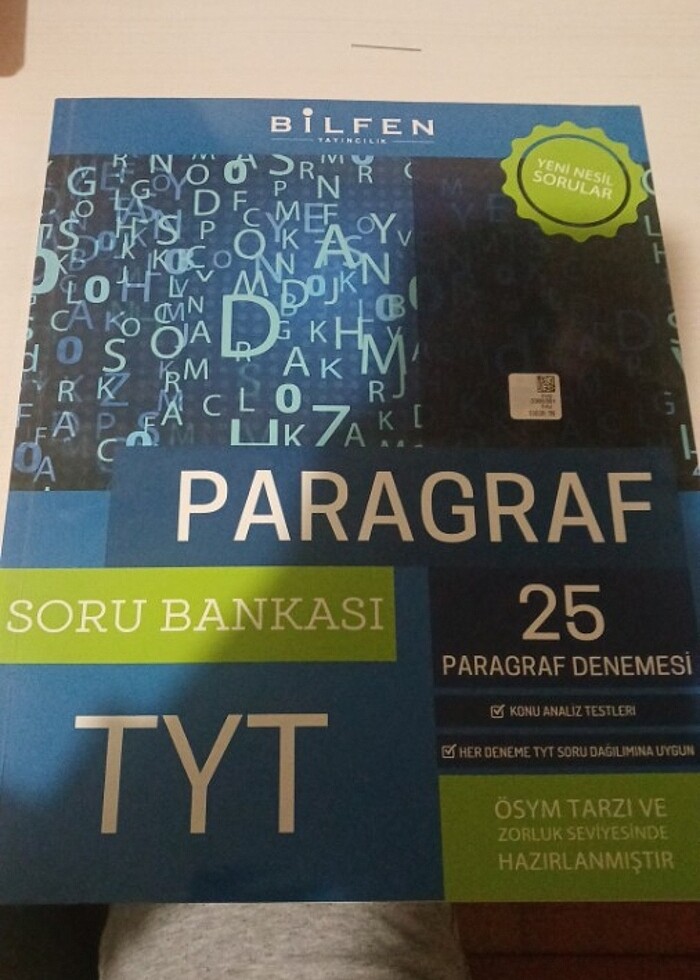 BİLFEN
YAYINCILIK
YENİ NESİL
SORULAR
PARAGRAF
SORU BANKASI
25
PARAGRAF DENEMESİ
TYT
KONU ANALİZ TESTLERİ
HER DENEME TYT SORU DAĞILIMINA UYGUN
ÖSYM TARZI VE
ZORLUK SEVİYESİNDE
HAZIRLANMIŞTIR